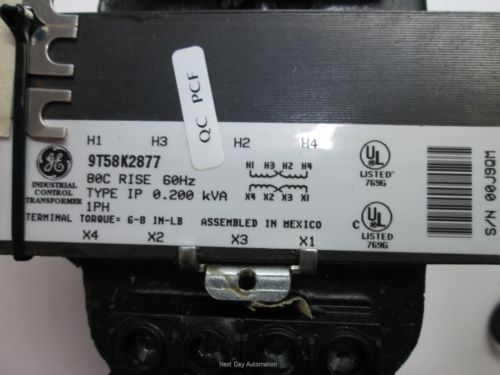 QC PCF
H1 H3 H2 H4
GE
INDUSTRIAL
CONTROL
TRANSFORMER
9T58K2877
80C RISE 60Hz
TYPE IP 0.200 kVA
1PH
H1 H3 H2 H4
X4 X2 X3 X1
UL
LISTED
769G
C UL
LISTED
769G
TERMINAL TORQUE= 6-8 IN-LB ASSEMBLED IN MEXICO
X4 X2 X3 X1
S/N 00J9QM
Next Day Automation